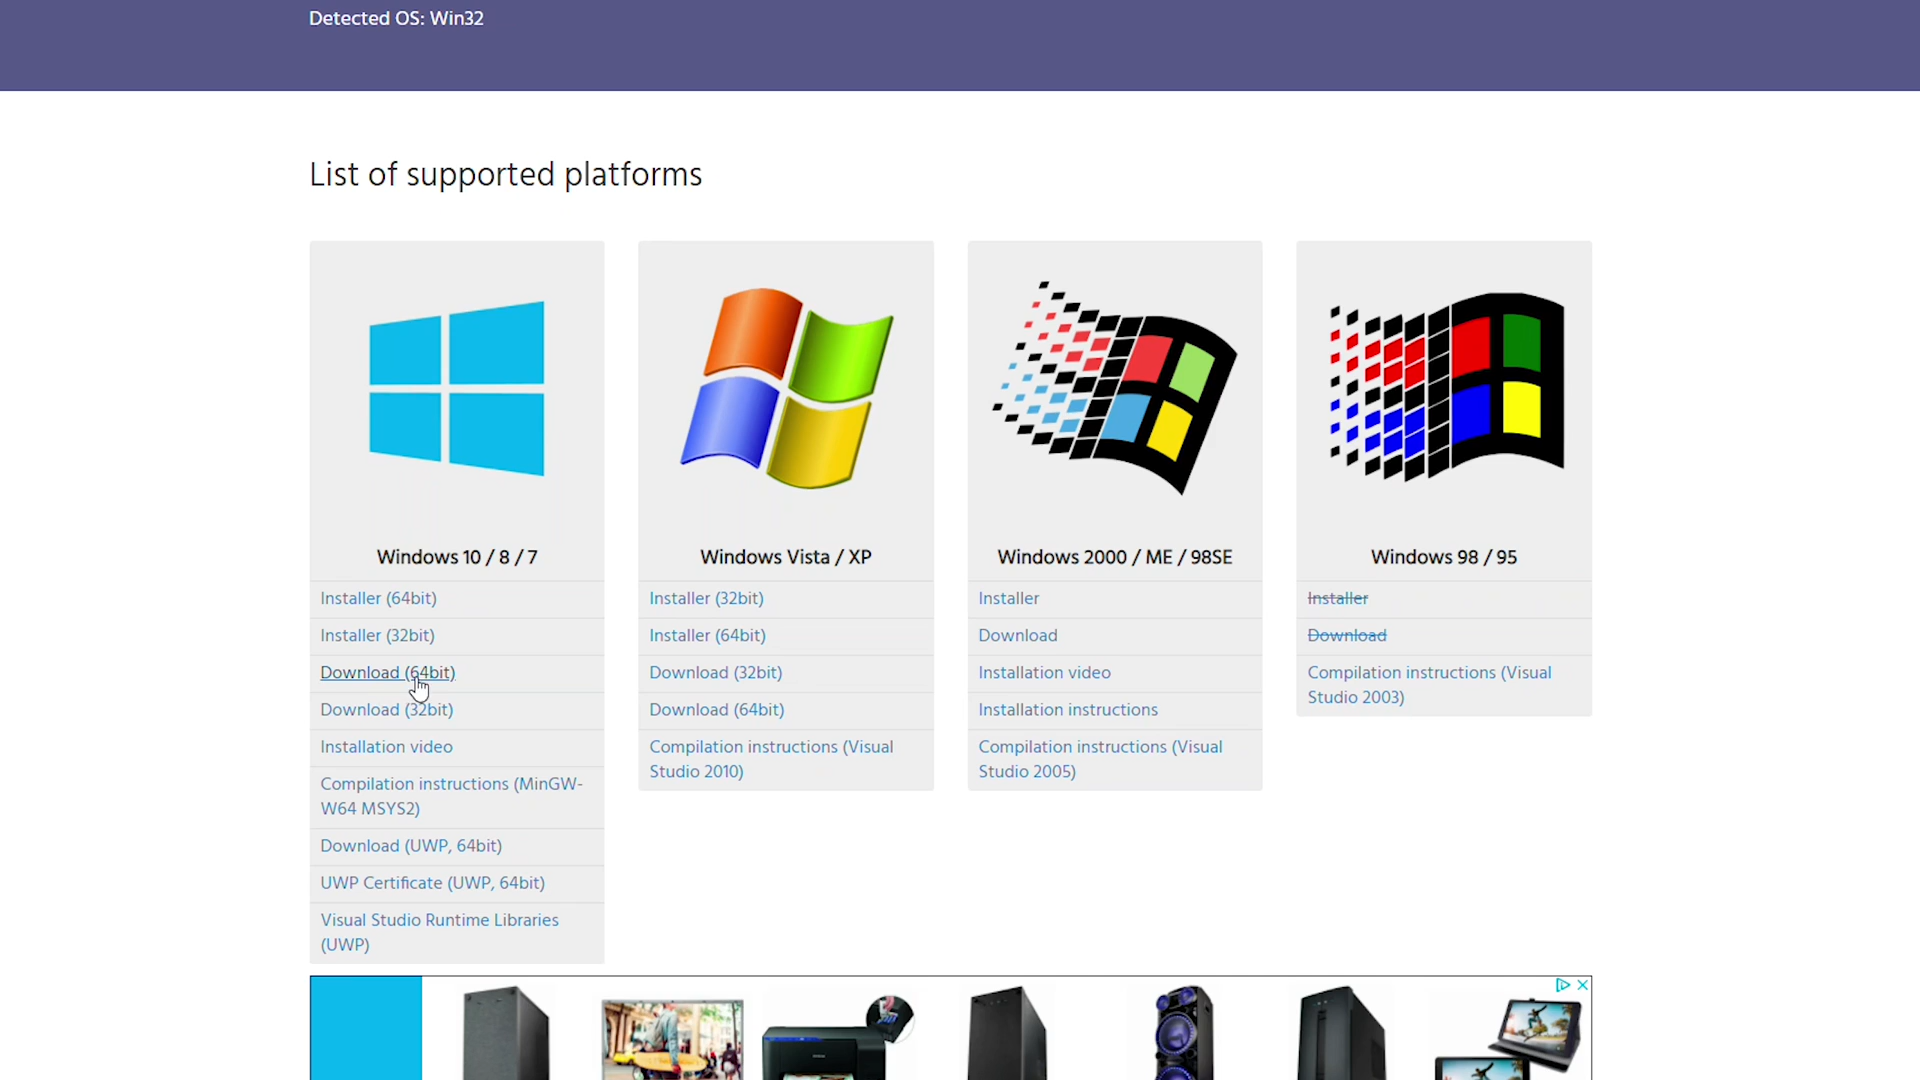 Detected OS: Win32
List of supported platforms
Windows 10 / 8 / 7
Installer (64bit)
Installer (32bit)
Download (64bit)
Download (32bit)
Installation video
Compilation instructions (MinGW-
W64 MSYS2)
Download (UWP, 64bit)
UWP Certificate (UWP, 64bit)
Visual Studio Runtime Libraries
(UWP)
Windows Vista / XP
Installer (32bit)
Installer (64bit)
Download (32bit)
Download (64bit)
Compilation instructions (Visual
Studio 2010)
Windows 2000 / ME / 98SE
Installer
Download
Installation video
Installation instructions
Compilation instructions (Visual
Studio 2005)
Windows 98 / 95
Installer
Download
Compilation instructions (Visual
Studio 2003)